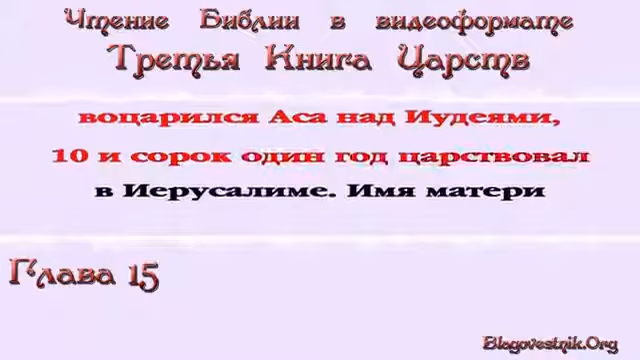 Чтение Библии в видеоформате
Третья Книга Царств
воцарился Аса над Иудеями,
10 и сорок один год царствовал
в Иерусалиме. Имя матери
Глава 15
Blagovestnik.Org